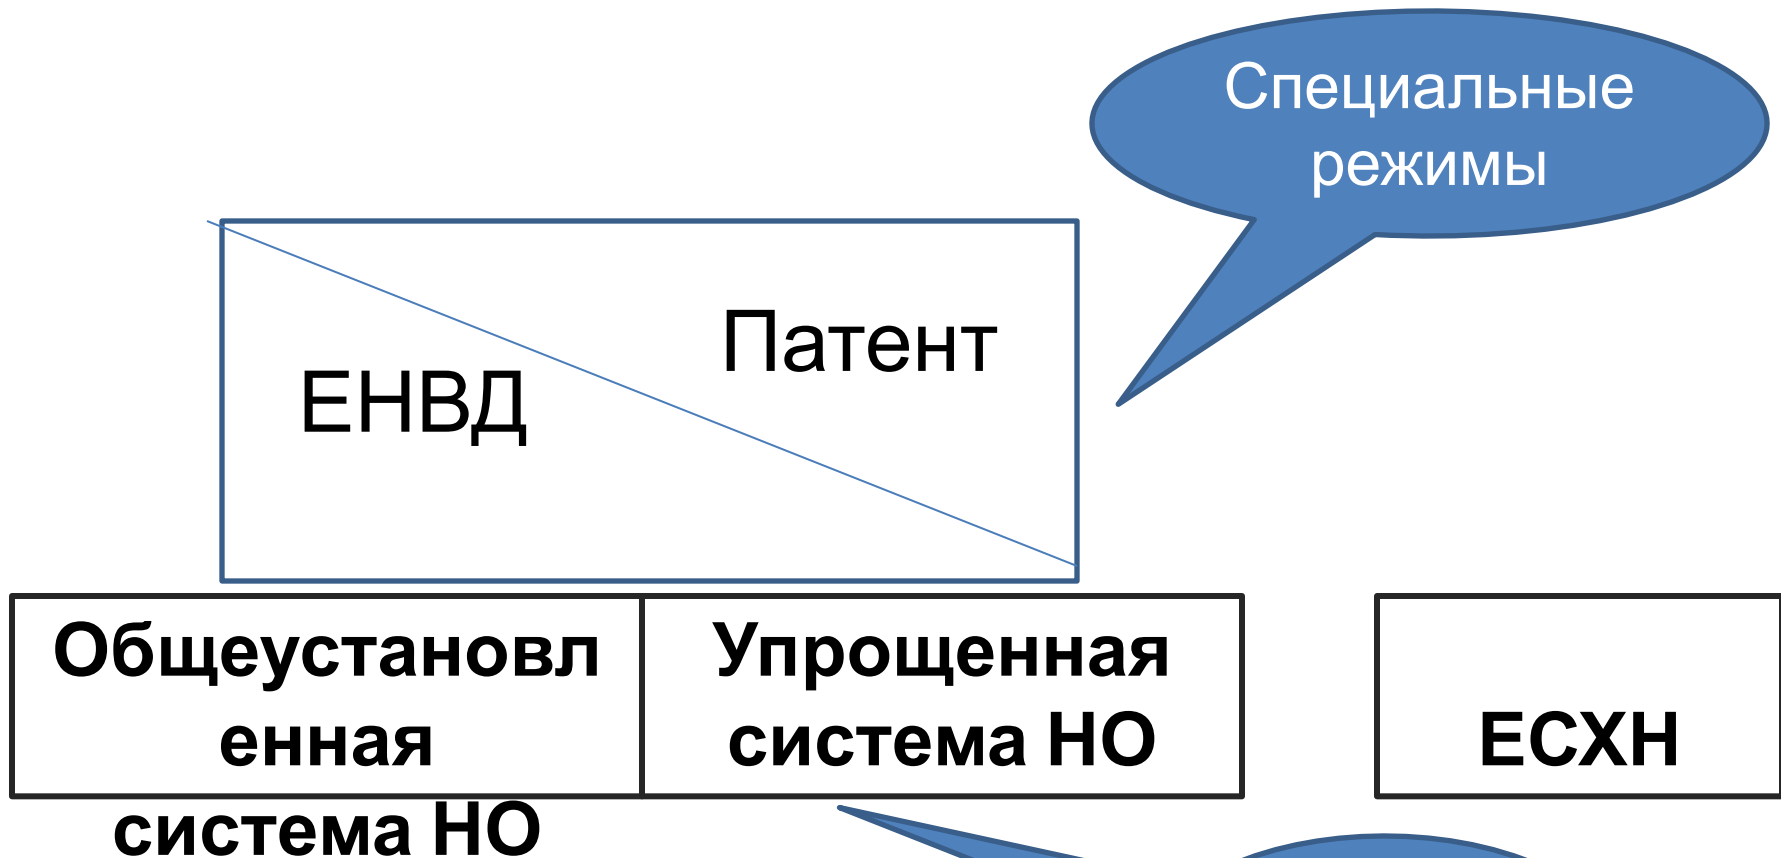 Специальные
режимы
Патент
ЕНВД
Общеустановл
енная
система НО
Упрощенная
система НО
ЕСХН